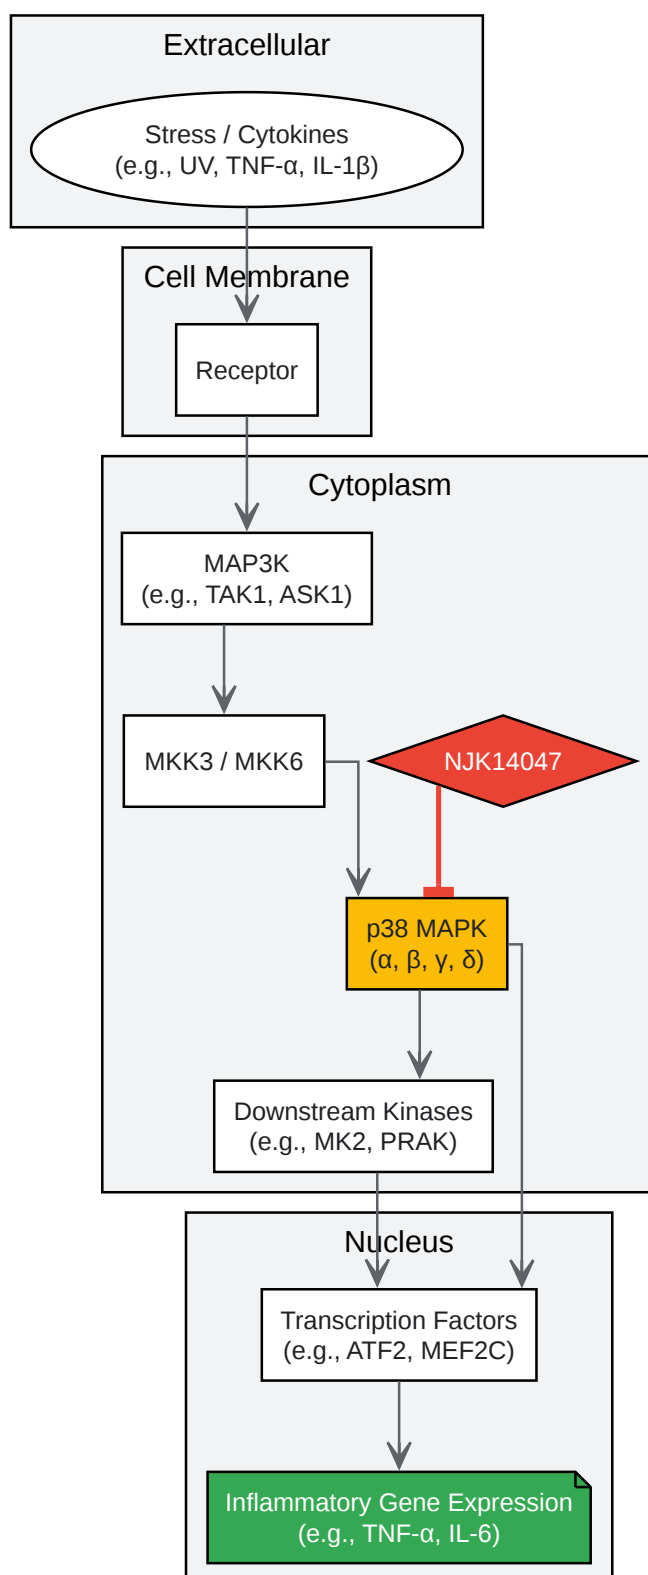 Extracellular
Stress / Cytokines
(e.g., UV, TNF-α, IL-1β)
Cell Membrane
Receptor
Cytoplasm
MAP3K
(e.g., TAK1, ASK1)
MKK3 / MKK6
NJK14047
p38 MAPK
(α, β, γ, δ)
Downstream Kinases
(e.g., MK2, PRAK)
Nucleus
Transcription Factors
(e.g., ATF2, MEF2C)
Inflammatory Gene Expression
(e.g., TNF-α, IL-6)